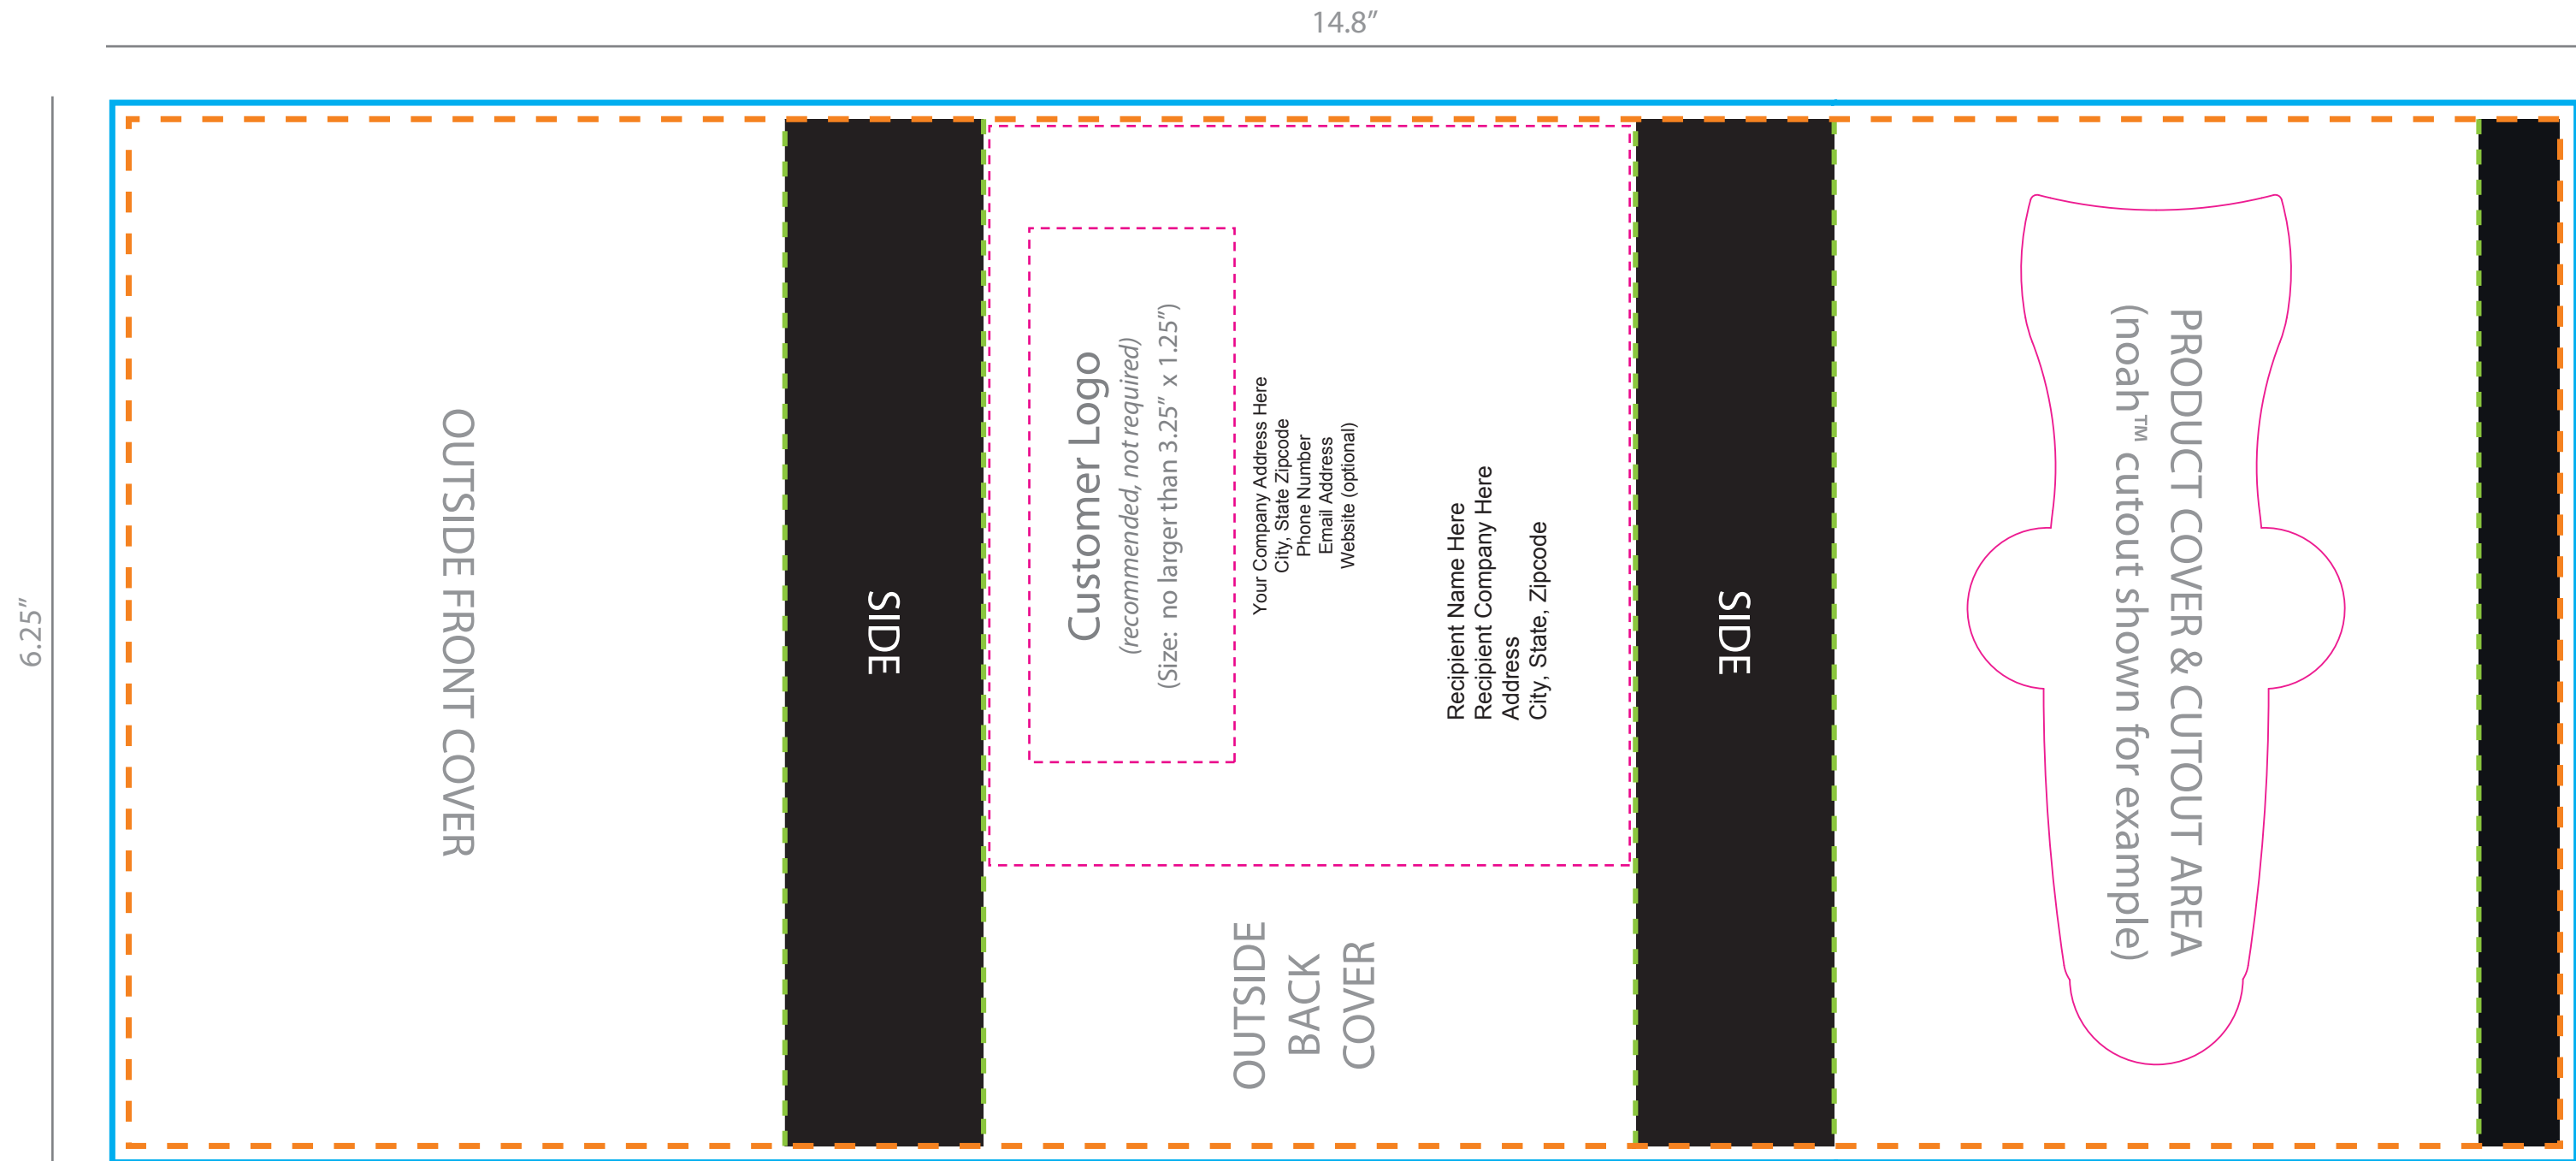 14.8”
6.25”
OUTSIDE FRONT COVER
SIDE
Customer Logo
(recommended, not required)
(Size:  no larger than 3.25” x 1.25”)
Your Company Address Here
City, State Zipcode
Phone Number
Email Address
Website (optional)
Recipient Name Here
Recipient Company Here
Address
City, State, Zipcode
OUTSIDE
BACK
COVER
SIDE
PRODUCT COVER & CUTOUT AREA
(noah™ cutout shown for example)